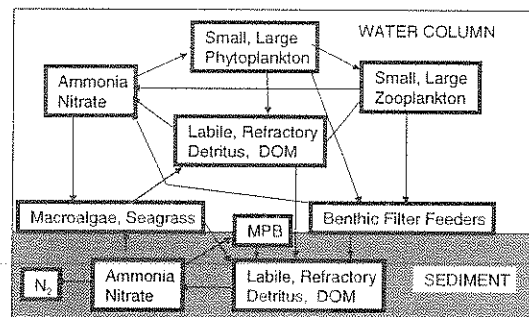 Small, Large
Phytoplankton
WATER COLUMN
Ammonia
Nitrate
Small, Large
Zooplankton
Labile, Refractory
Detritus, DOM
Macroalgae, Seagrass
MPB
Benthic Filter Feeders
N2
Ammonia
Nitrate
Labile, Refractory
Detritus, DOM
SEDIMENT